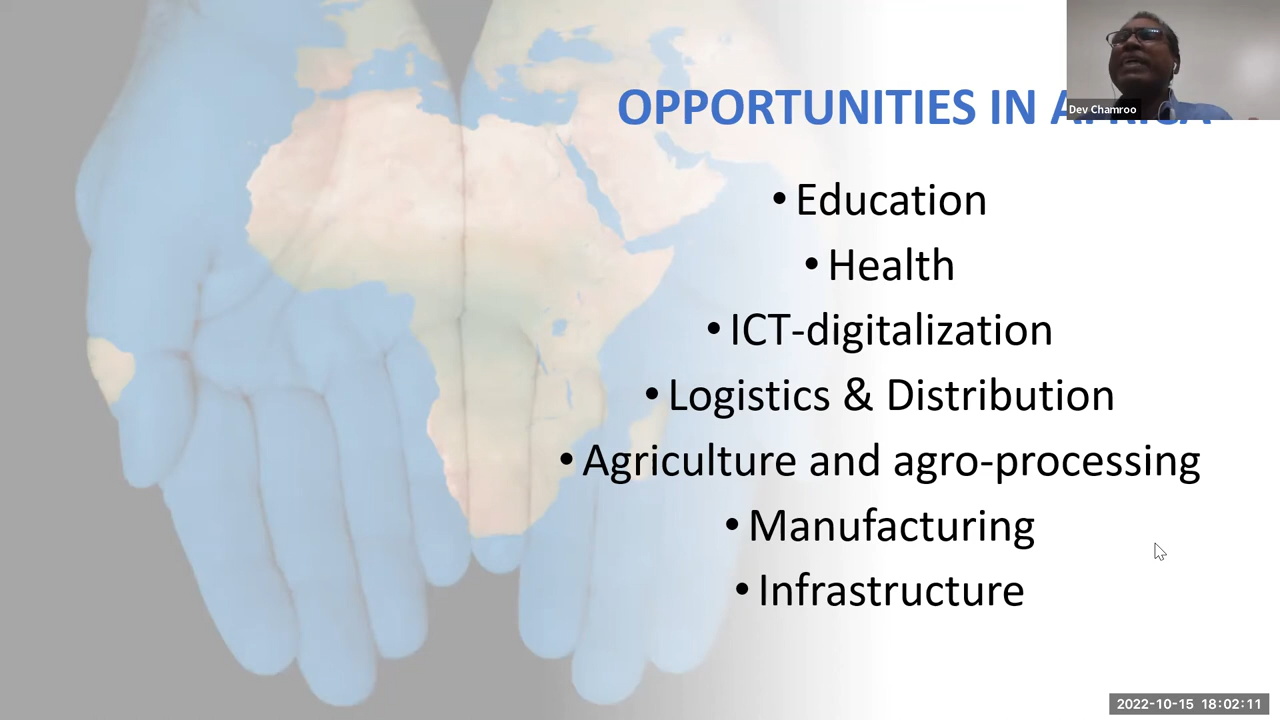 OPPORTUNITIES IN AFRICA
Dev Chamroo
• Education
• Health
• ICT-digitalization
• Logistics & Distribution
• Agriculture and agro-processing
• Manufacturing
• Infrastructure
2022-10-15 18:02:11